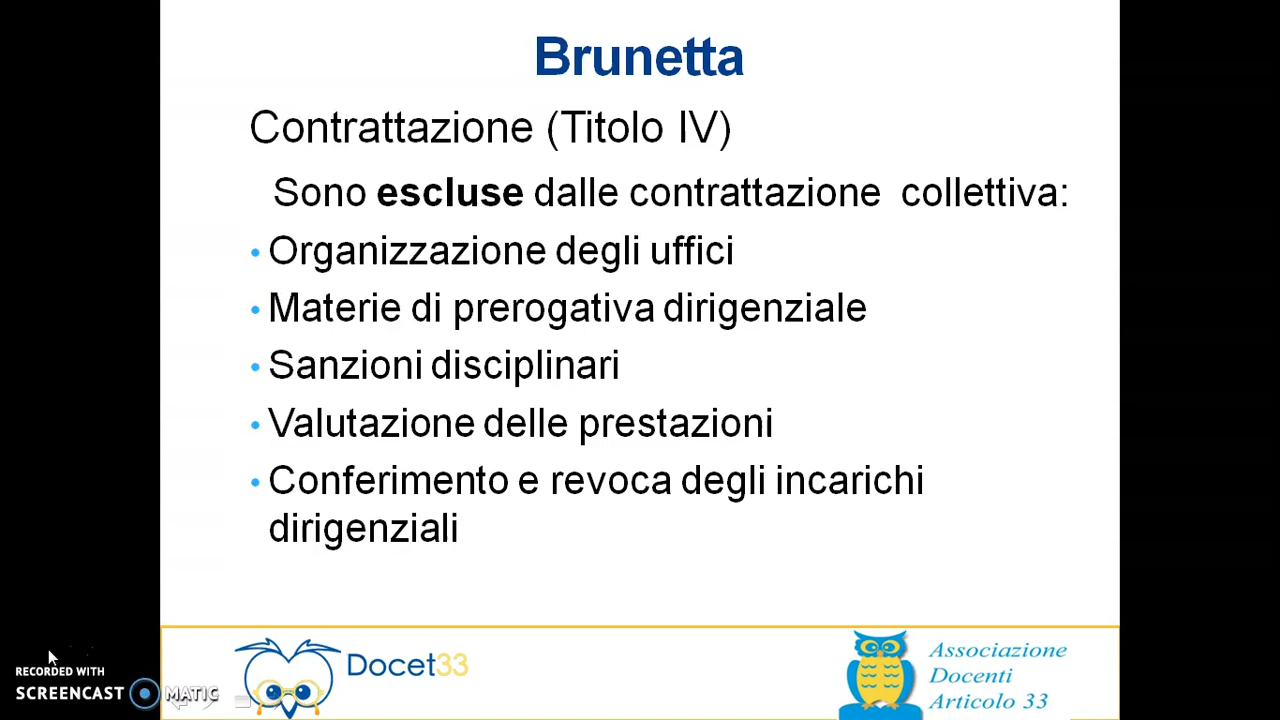 Brunetta
Contrattazione (Titolo IV)
Sono escluse dalle contrattazione collettiva:
• Organizzazione degli uffici
• Materie di prerogativa dirigenziale
• Sanzioni disciplinari
• Valutazione delle prestazioni
• Conferimento e revoca degli incarichi
dirigenziali
Docet33
Associazione
Docenti
Articolo 33
RECORDED WITH
SCREENCAST MATIC